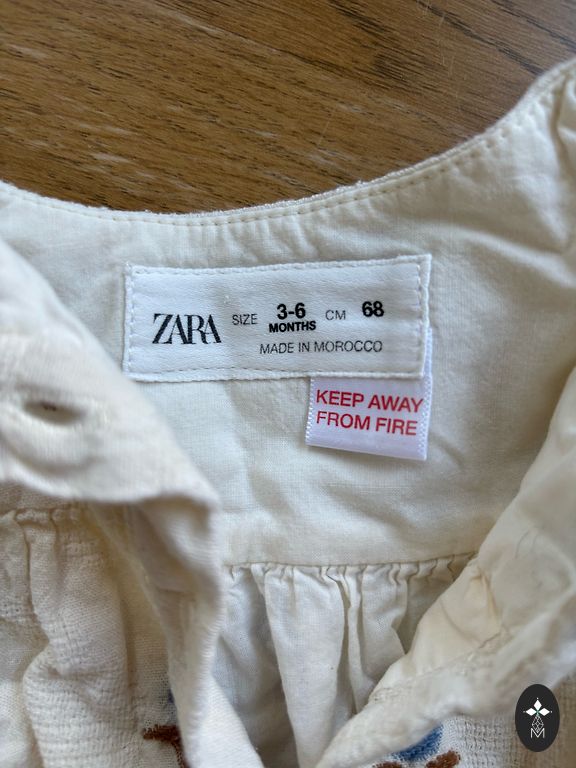 ZARA SIZE 3-6 MONTHS CM 68
MADE IN MOROCCO
KEEP AWAY
FROM FIRE
M